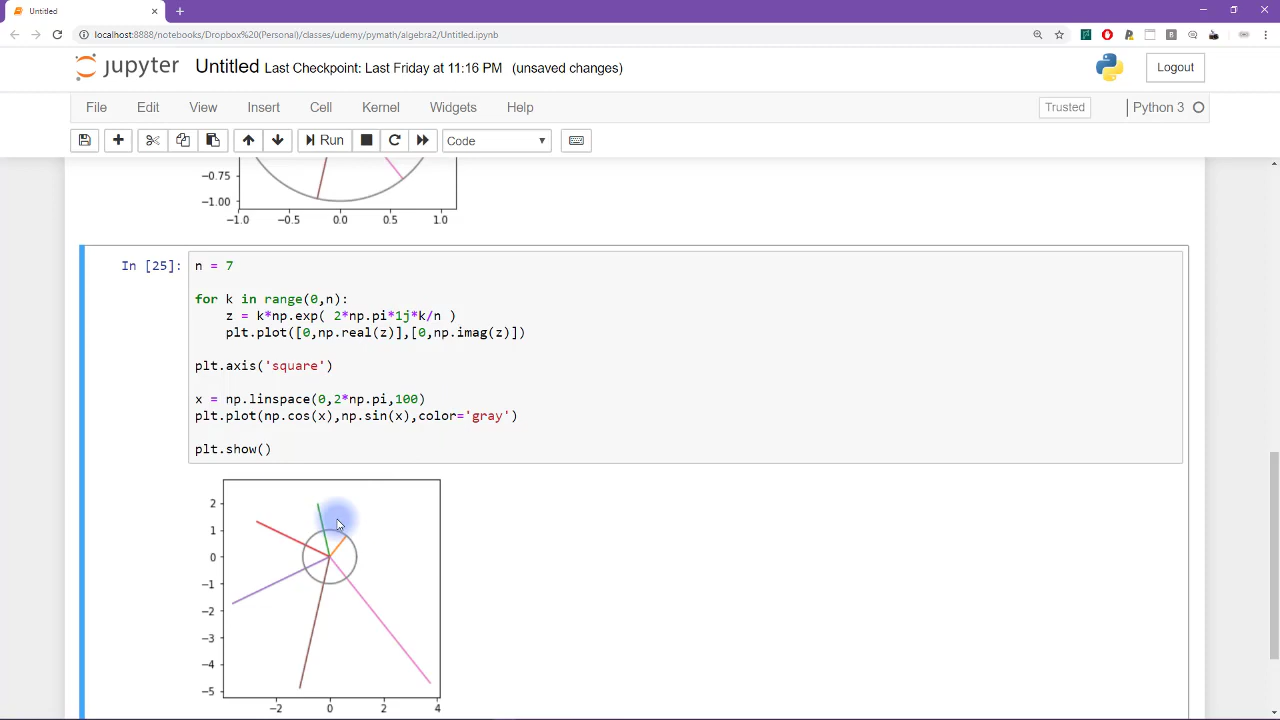 Untitled
localhost:8888/notebooks/Dropbox%20(Personal)/classes/udemy/pymath/algebra2/Untitled.ipynb
jupyter Untitled Last Checkpoint: Last Friday at 11:16 PM (unsaved changes)
Logout
File Edit View Insert Cell Kernel Widgets Help
Trusted
Python 3
Run
Code
−0.75
−1.00
−1.0 −0.5 0.0 0.5 1.0
In [25]:
n = 7
for k in range(0,n):
z = k*np.exp( 2*np.pi*1j*k/n )
plt.plot([0,np.real(z)],[0,np.imag(z)])
plt.axis('square')
x = np.linspace(0,2*np.pi,100)
plt.plot(np.cos(x),np.sin(x),color='gray')
plt.show()
2
1
0
−1
−2
−3
−4
−5
−2 0 2 4